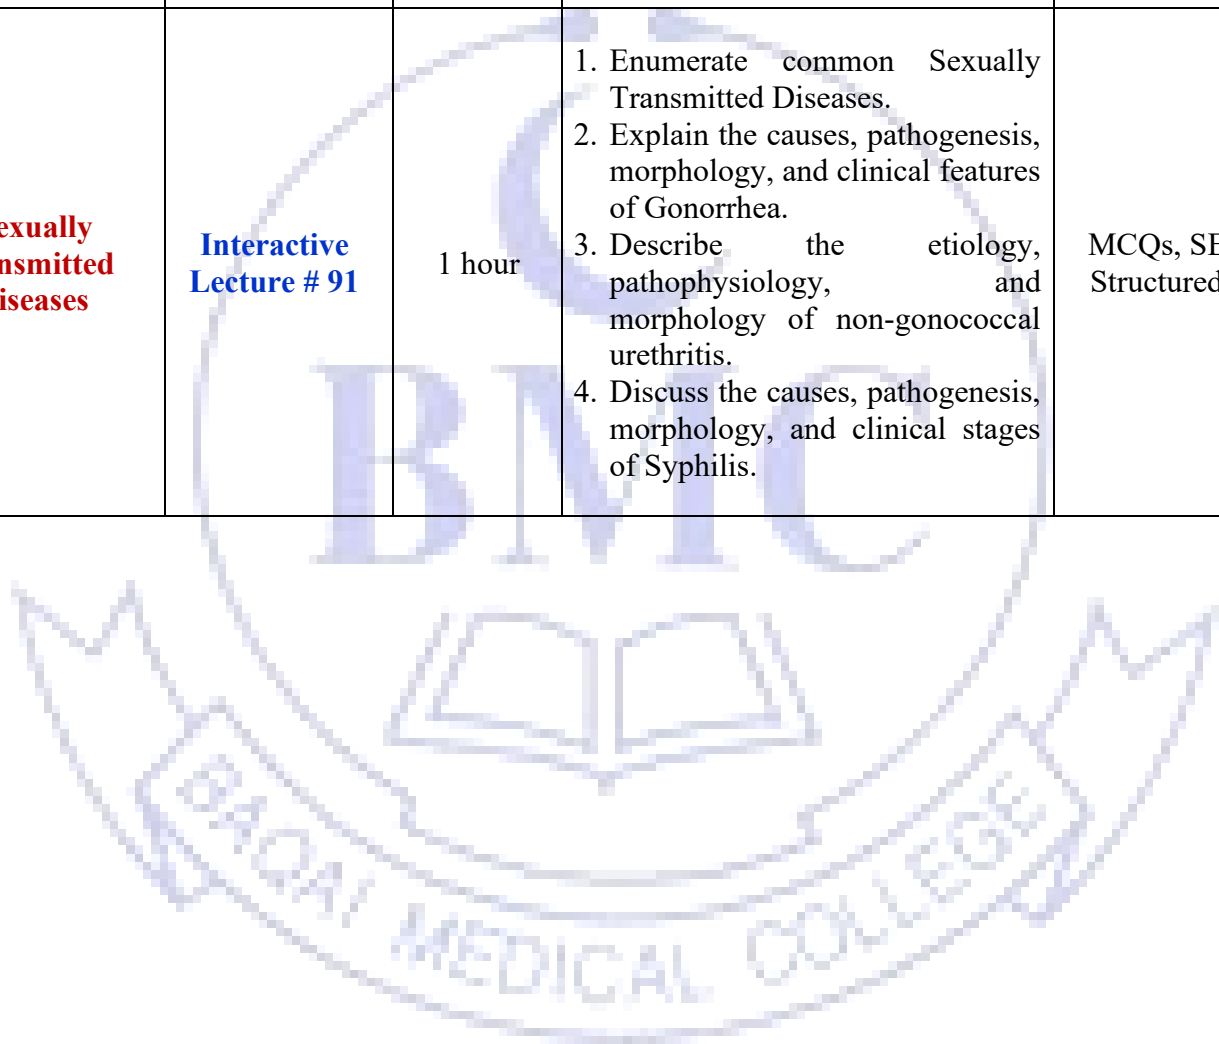 exually
nsmitted
iseases
Interactive
Lecture # 91
1 hour
1. Enumerate common Sexually
Transmitted Diseases.
2. Explain the causes, pathogenesis,
morphology, and clinical features
of Gonorrhea.
3. Describe the etiology,
pathophysiology, and
morphology of non-gonococcal
urethritis.
4. Discuss the causes, pathogenesis,
morphology, and clinical stages
of Syphilis.
MCQs, SE
Structured
BMC
BAQAI MEDICAL COLLEGE